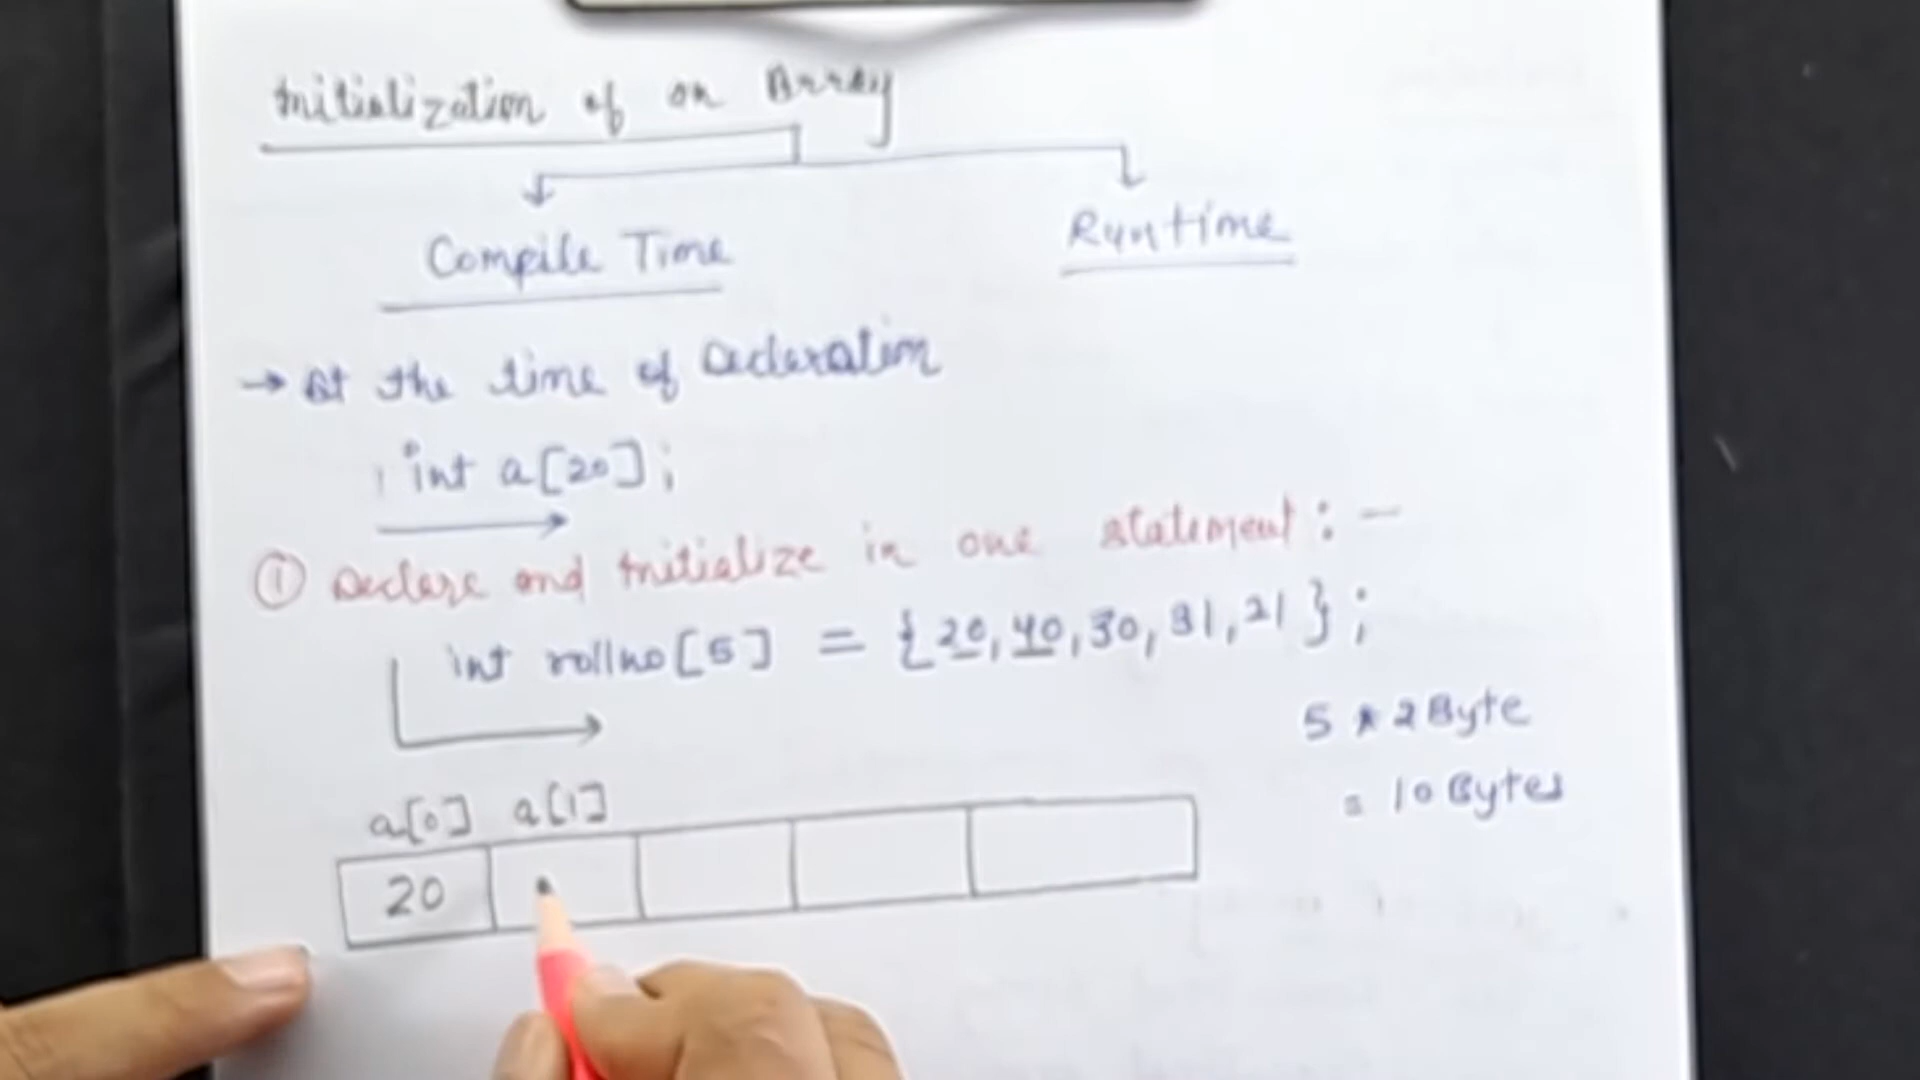 Initialization of an Array
Compile Time
Runtime
→ At the time of Declaration
int a[20];
① Declare and Initialize in one statement : –
int rollno[5] = {20,40,30,31,21};
5 * 2 Byte
= 10 Bytes
a[0] a[1]
20